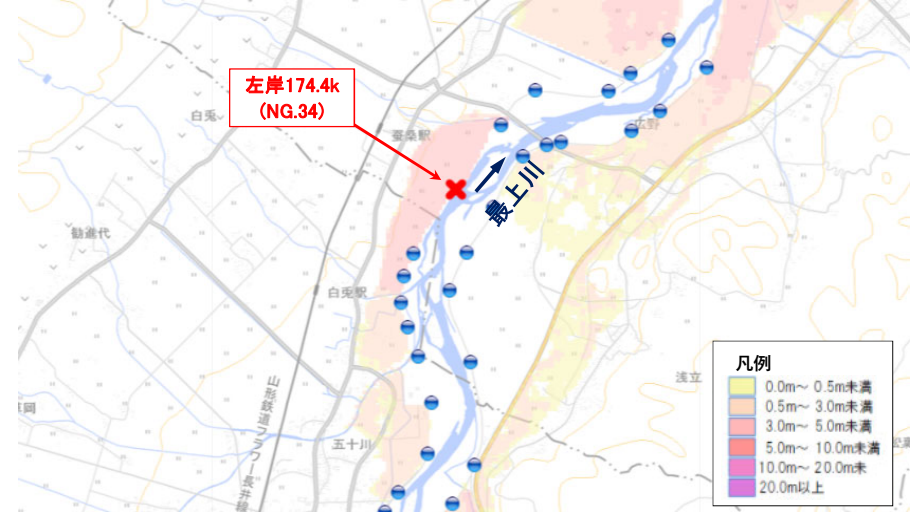 左岸174.4k
（NG.34）
白兎
蚕桑駅
広野
最上川
勧進代
白兎駅
浅立
山形鉄道フラワー長井線
五十川
凡例
0.0m～ 0.5m未満
0.5m～ 3.0m未満
3.0m～ 5.0m未満
5.0m～ 10.0m未満
10.0m～ 20.0m未
20.0m以上